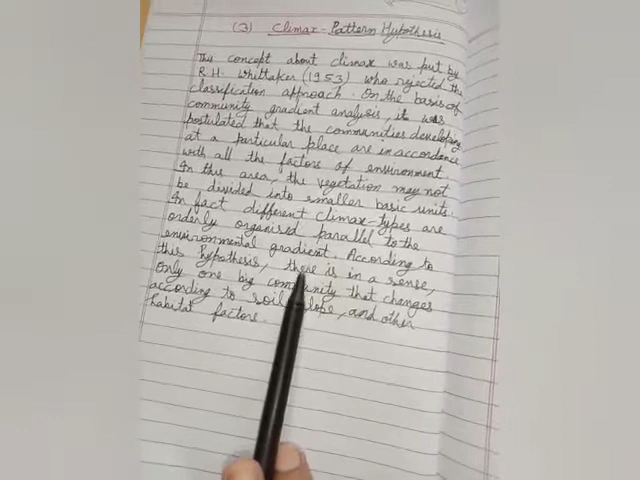 (3) Climax-Pattern Hypothesis
This concept about climax was put by
R.H. Whittaker (1953) who rejected the
classification approach. On the basis of
community gradient analysis, it was
postulated that the communities developing
at a particular place are in accordance
with all the factors of environment
In this area, the vegetation may not
be divided into smaller basic units.
In fact different climax-types are
orderly organised parallel to the
environmental gradient. According to
this hypothesis, there is in a sense,
only one big community that changes
according to soil slope, and other
habitat factors.